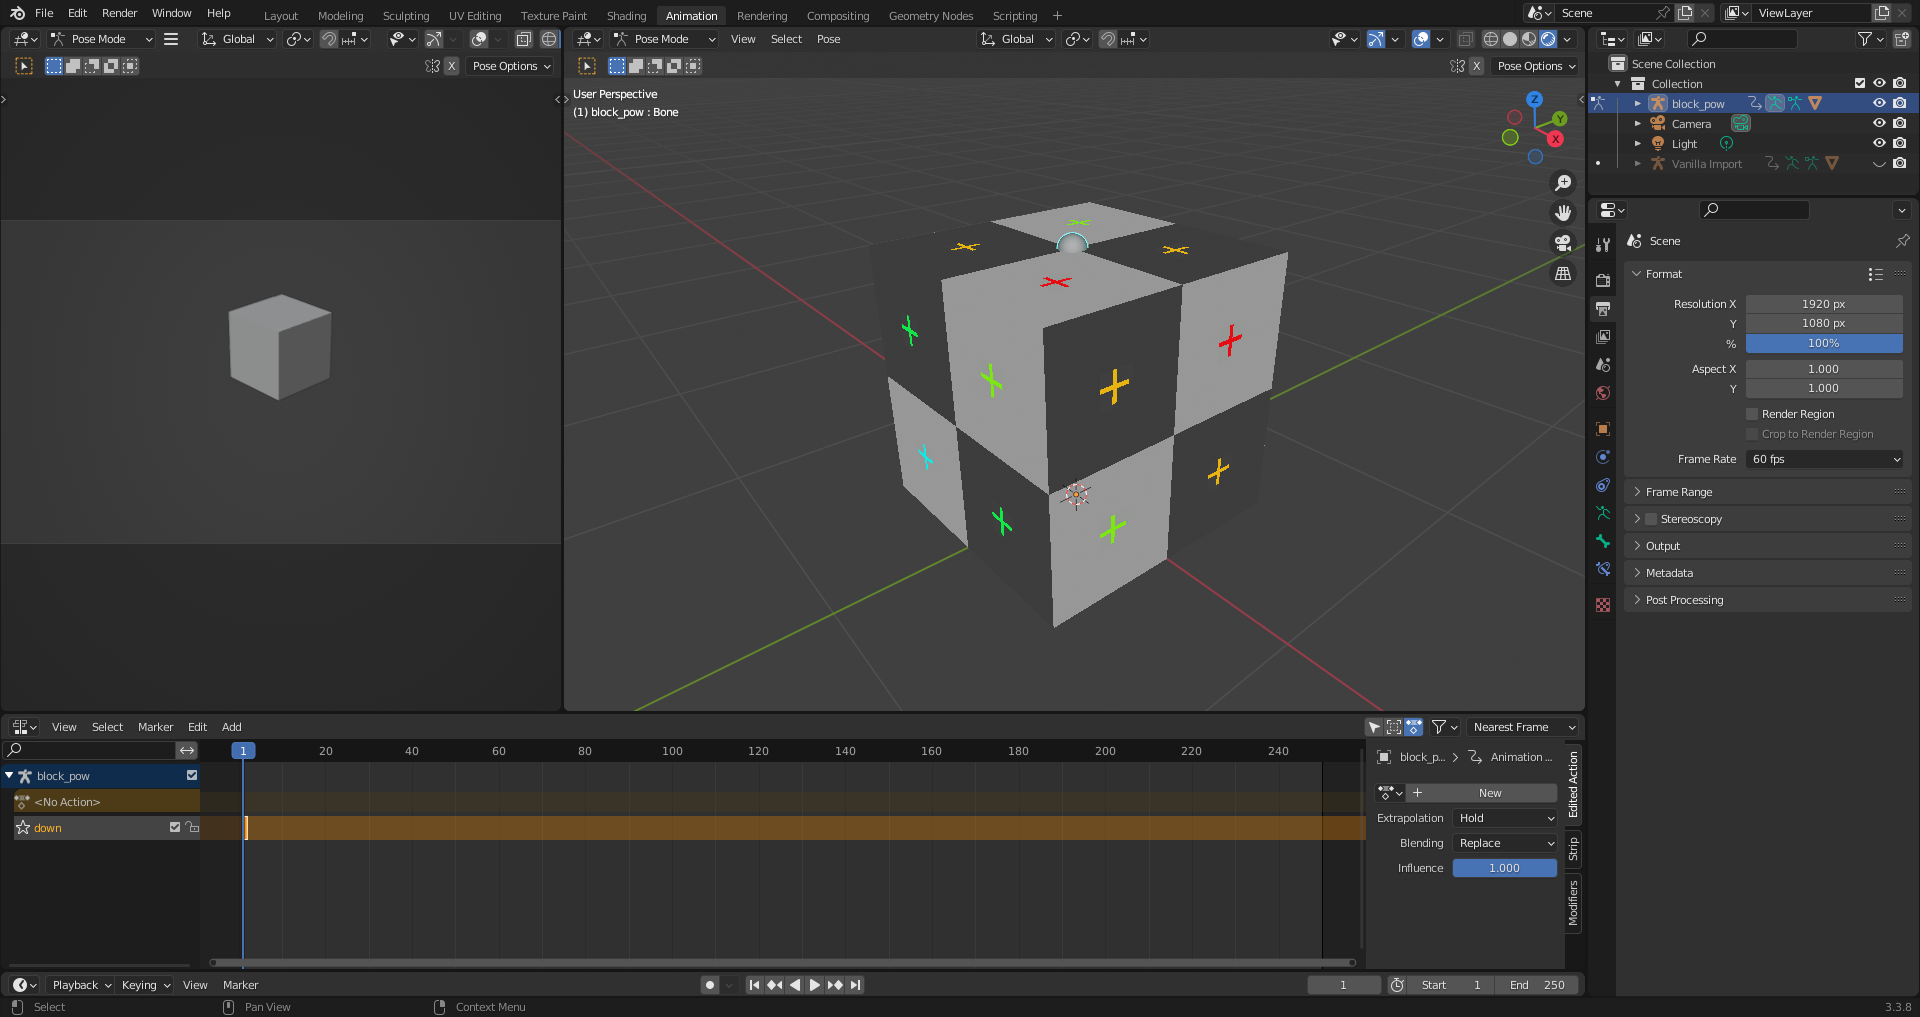 File Edit Render Window Help Layout Modeling Sculpting UV Editing Texture Paint Shading Animation Rendering Compositing Geometry Nodes Scripting + Scene ViewLayer
Pose Mode Global Pose Mode View Select Pose Global
X Pose Options X Pose Options
User Perspective
(1) block_pow : Bone
Z
Y
X
Scene Collection
Collection
block_pow
Camera
Light
Vanilla Import
Scene
Format
Resolution X 1920 px
Y 1080 px
% 100%
Aspect X 1.000
Y 1.000
Render Region
Crop to Render Region
Frame Rate 60 fps
Frame Range
Stereoscopy
Output
Metadata
Post Processing
View Select Marker Edit Add Nearest Frame
1 20 40 60 80 100 120 140 160 180 200 220 240
block_pow
<No Action>
down
block_p... Animation ...
New
Extrapolation Hold
Blending Replace
Influence 1.000
Edited Action
Strip
Modifiers
Playback Keying View Marker 1 Start 1 End 250
Select Pan View Context Menu 3.3.8